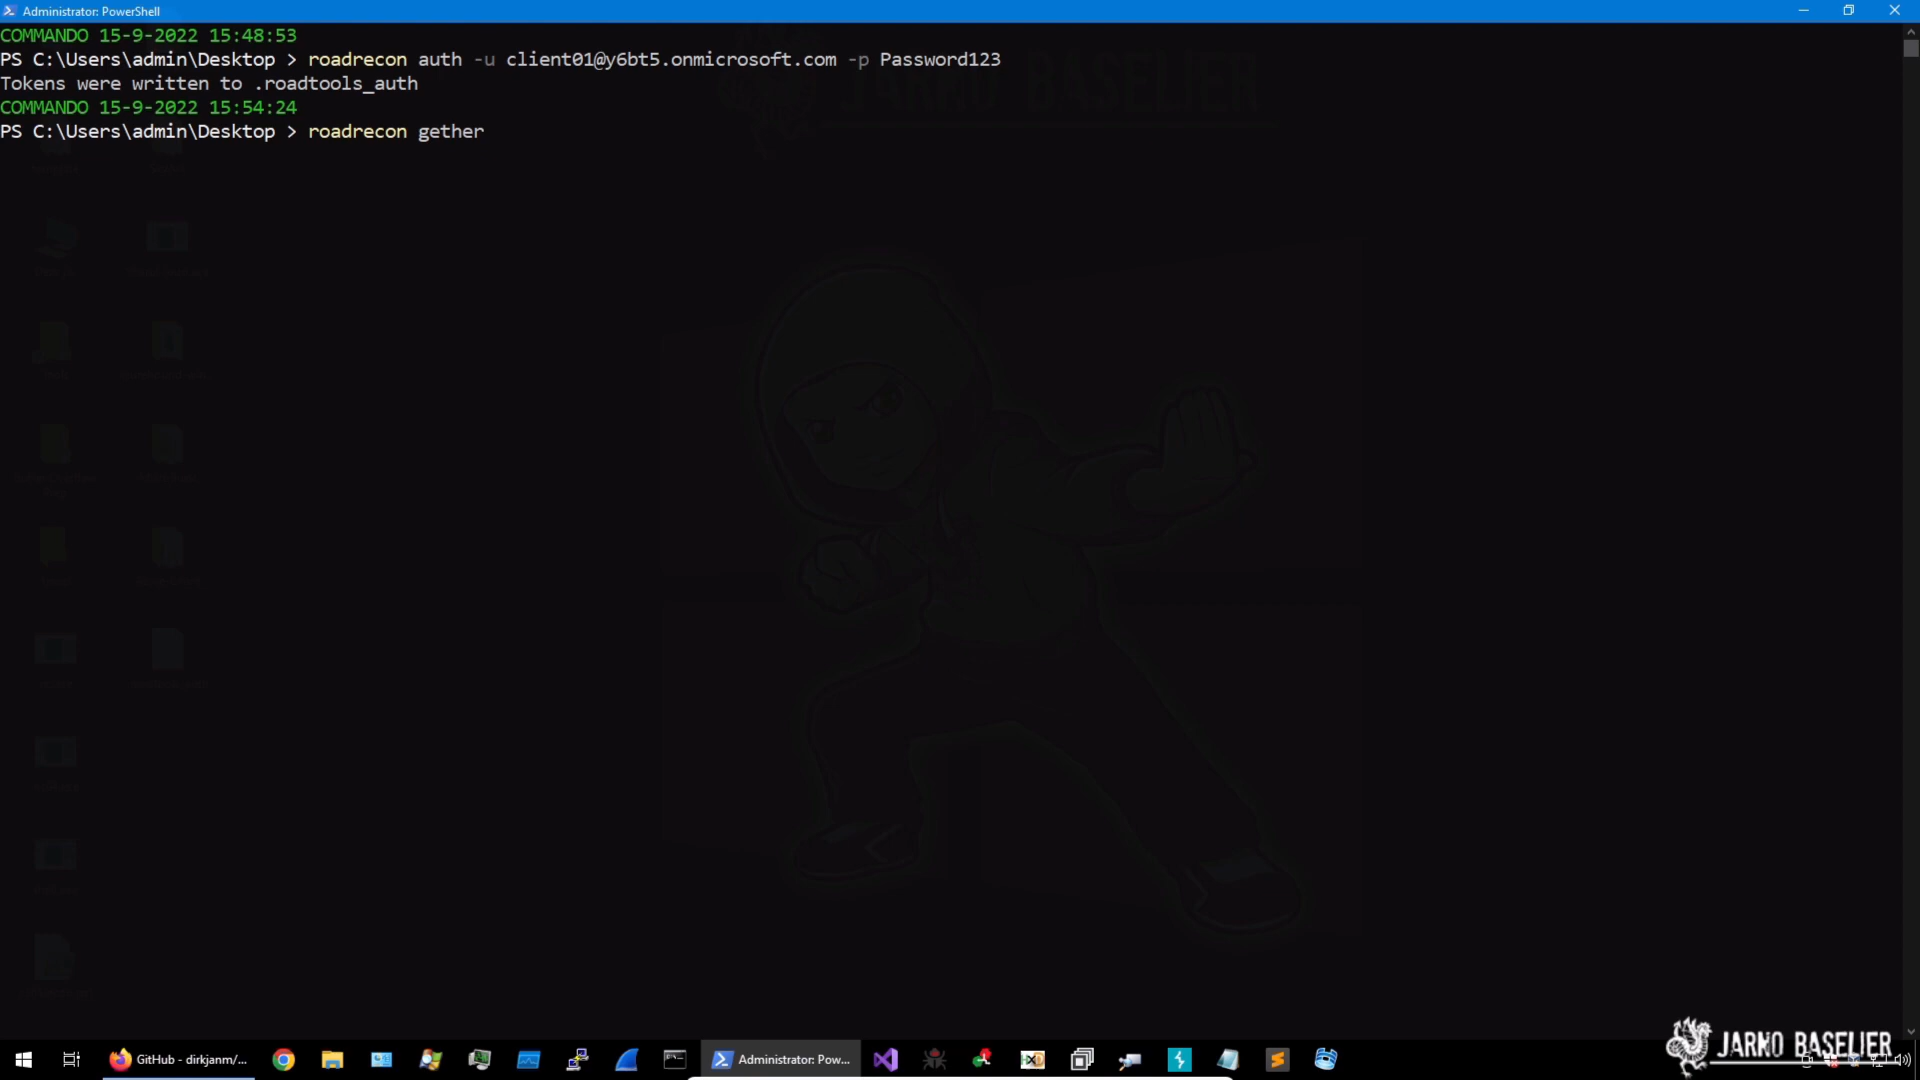 Administrator: PowerShell
COMMANDO 15-9-2022 15:48:53
PS C:\Users\admin\Desktop > roadrecon auth -u client01@y6bt5.onmicrosoft.com -p Password123
Tokens were written to .roadtools_auth
COMMANDO 15-9-2022 15:54:24
PS C:\Users\admin\Desktop > roadrecon gether
JARNO BASELIER
GitHub - dirkjanm/...
Administrator: Pow...
JARNO BASELIER